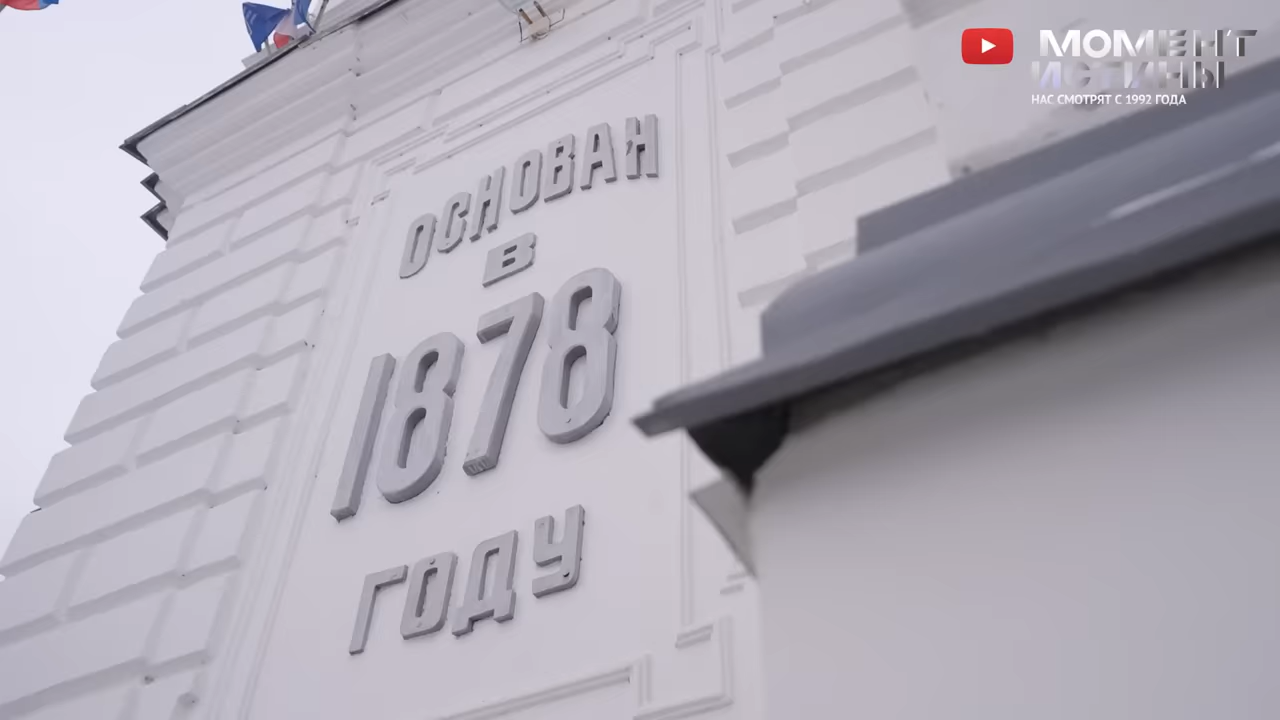 МОМЕНТ
ИСТИНЫ
НАС СМОТРЯТ С 1992 ГОДА
ОСНОВАН
В
1878
ГОДУ